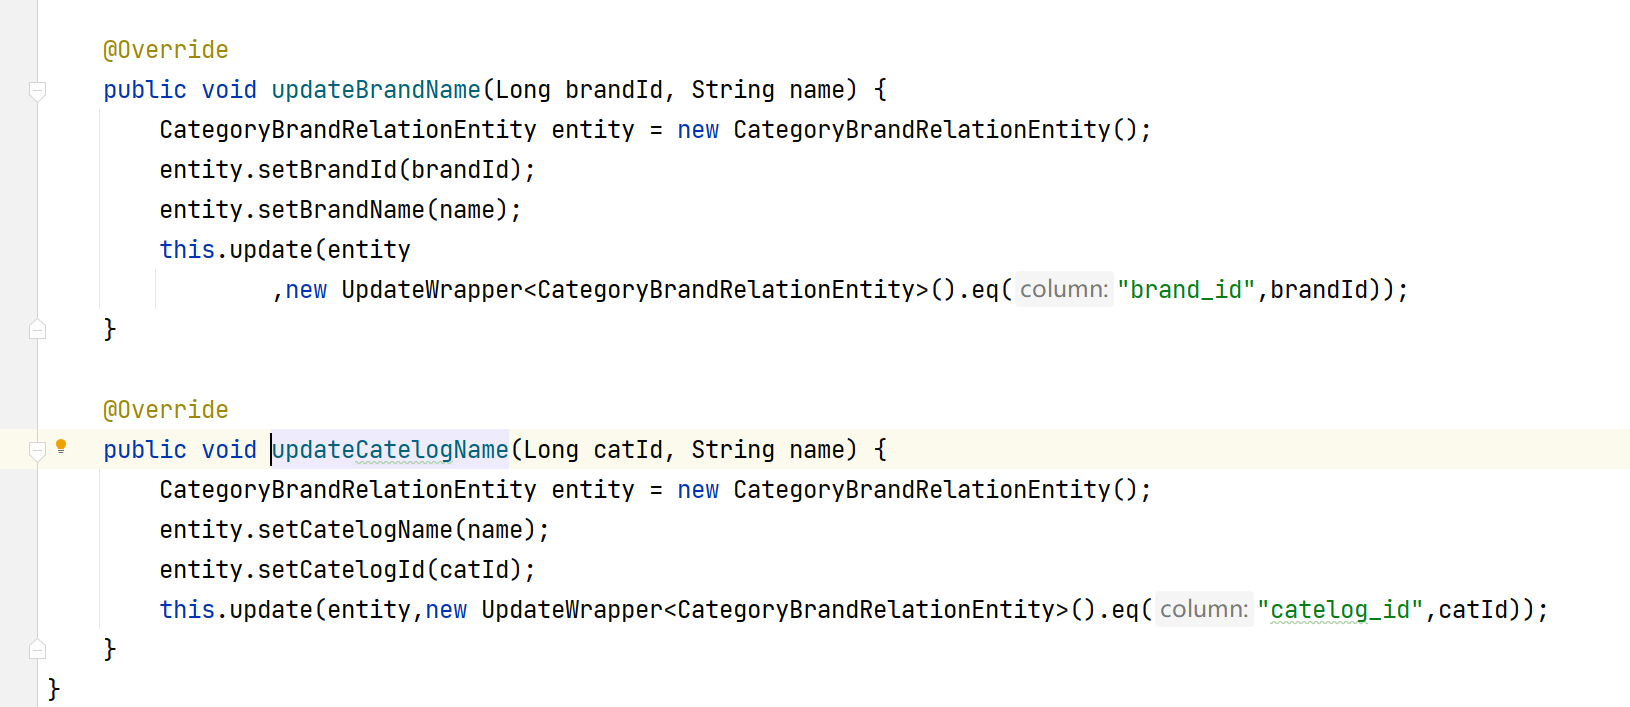 @Override
public void updateBrandName(Long brandId, String name) {
CategoryBrandRelationEntity entity = new CategoryBrandRelationEntity();
entity.setBrandId(brandId);
entity.setBrandName(name);
this.update(entity
,new UpdateWrapper<CategoryBrandRelationEntity>().eq( column: "brand_id",brandId));
}
@Override
public void updateCatelogName(Long catId, String name) {
CategoryBrandRelationEntity entity = new CategoryBrandRelationEntity();
entity.setCatelogName(name);
entity.setCatelogId(catId);
this.update(entity,new UpdateWrapper<CategoryBrandRelationEntity>().eq( column: "catelog_id",catId));
}
}